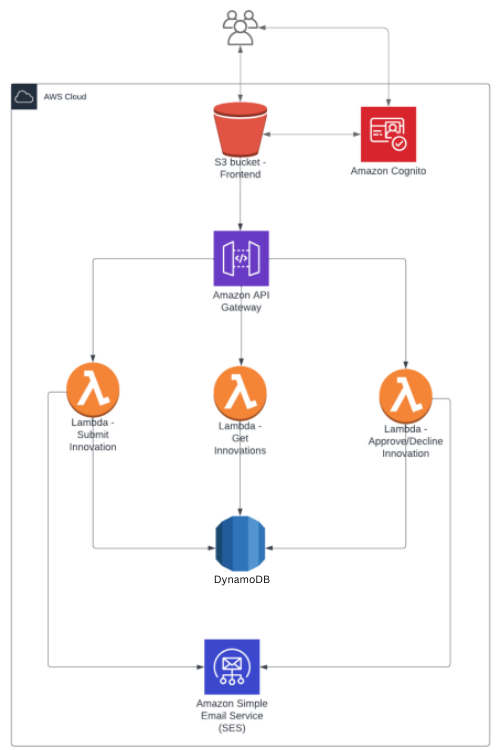 AWS Cloud
S3 bucket -
Frontend
Amazon Cognito
Amazon API
Gateway
Lambda -
Submit
Innovation
Lambda -
Get
Innovations
Lambda -
Approve/Decline
Innovation
DynamoDB
Amazon Simple
Email Service
(SES)